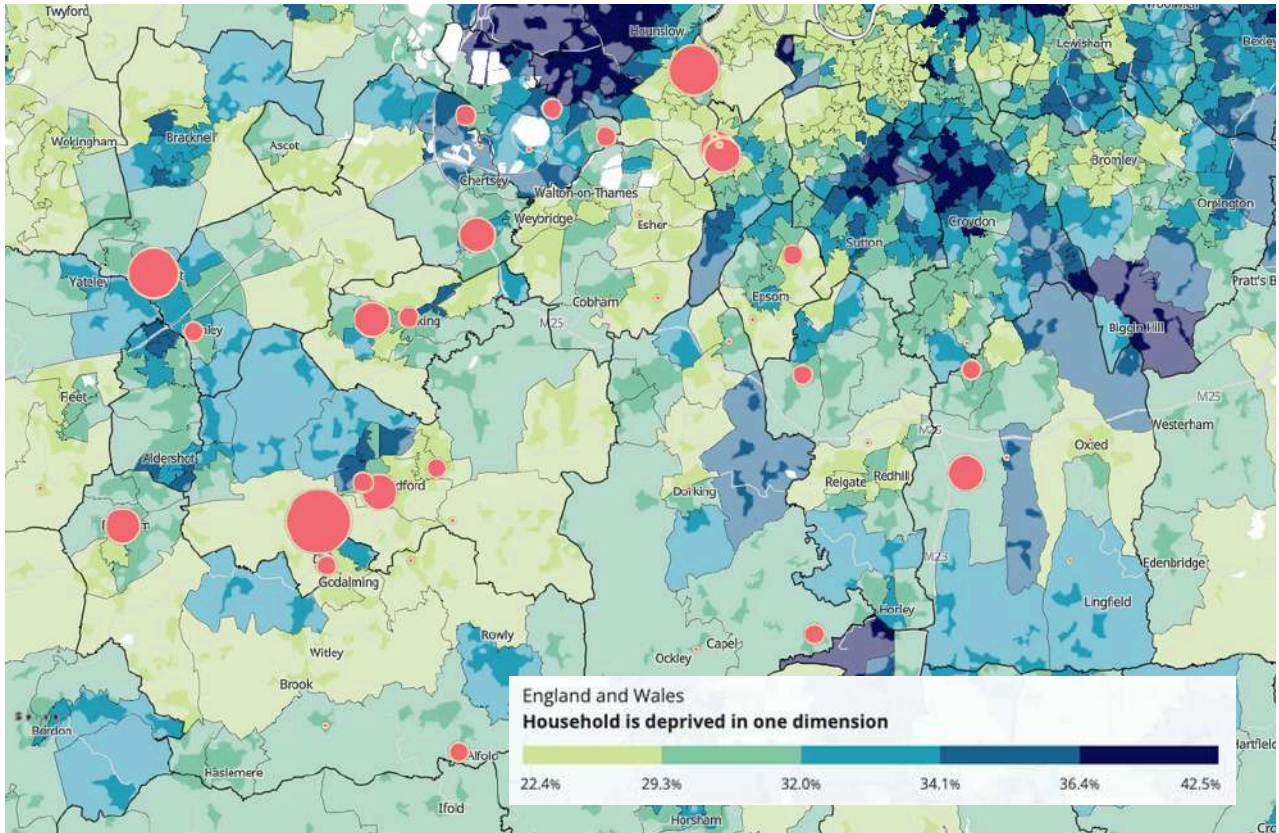 Twyford
Woolwich
Hounslow
Lewisham
Bexley
Wokingham
Bracknell
Ascot
Bromley
Chertsey
Walton-on-Thames
Weybridge
Esher
Orpington
Sutton
Croydon
Yateley
Cobham
Epsom
Pratt's B
M25
Biggin Hill
Fleet
M25
Westerham
M25
Oxted
Aldershot
Dorking
Reigate
Redhill
M23
Edenbridge
Godalming
Horley
Lingfield
Rowly
Witley
Capel
Ockley
Brook
England and Wales
Household is deprived in one dimension
22.4%
29.3%
32.0%
34,1%
36.4%
42.5%
Bordon
Haslemere
Alfold
Hartfield
Ifold
Horsham